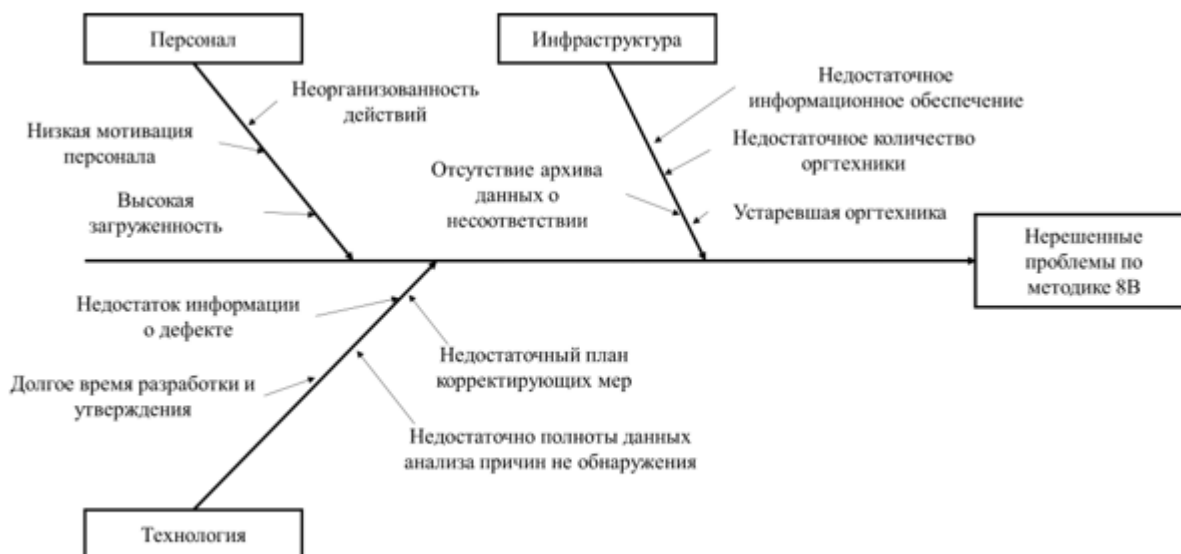 Персонал
Инфраструктура
Неорганизованность
действий
Низкая мотивация
персонала
Высокая
загруженность
Недостаточное
информационное обеспечение
Недостаточное количество
оргтехники
Отсутствие архива
данных о
несоответствии
Устаревшая оргтехника
Нерешенные
проблемы по
методике 8В
Недостаток информации
о дефекте
Недостаточный план
корректирующих мер
Долгое время разработки и
утверждения
Недостаточно полноты данных
анализа причин не обнаружения
Технология